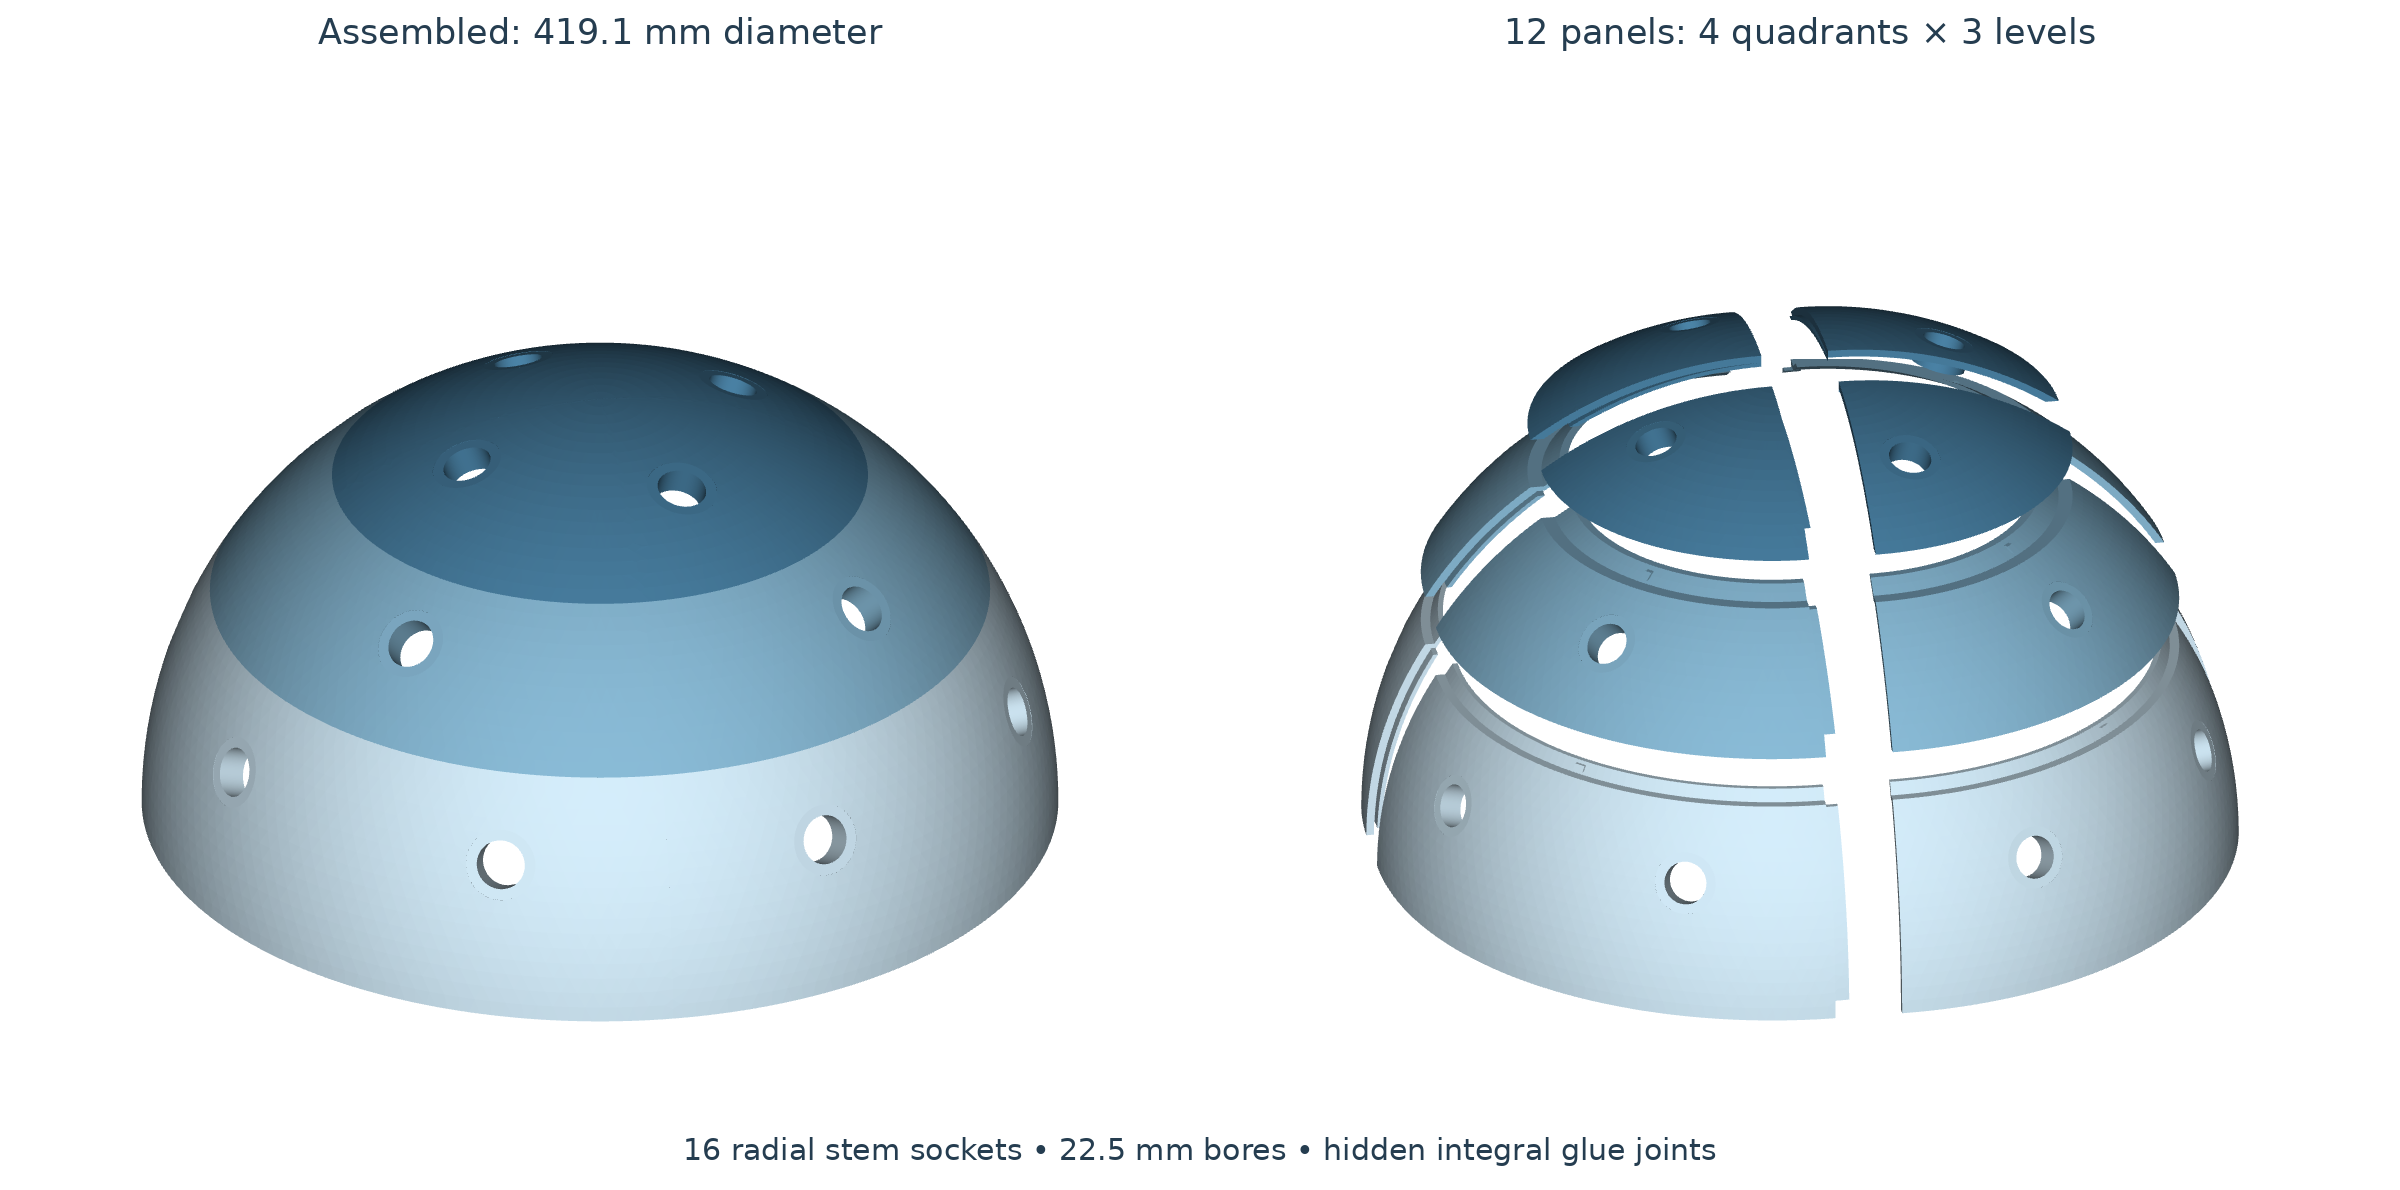 Assembled: 419.1 mm diameter
12 panels: 4 quadrants × 3 levels
16 radial stem sockets • 22.5 mm bores • hidden integral glue joints